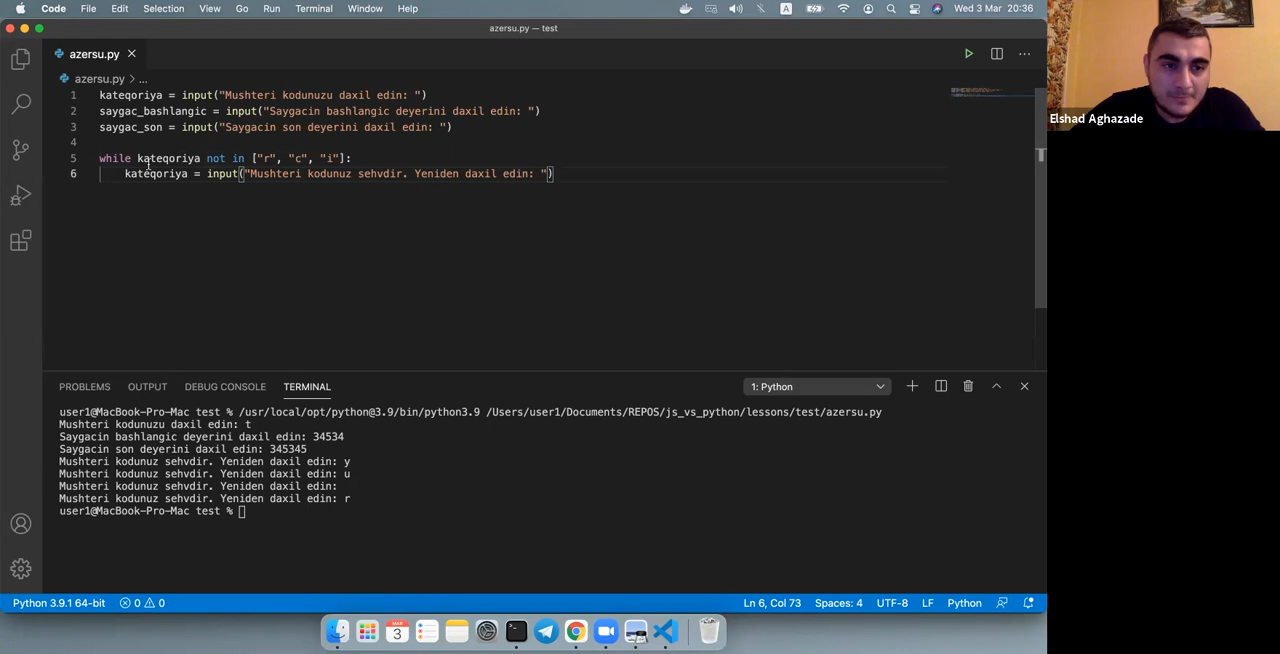 Code File Edit Selection View Go Run Terminal Window Help A Wed 3 Mar 20:36
azersu.py — test
azersu.py
azersu.py > ...
1 kateqoriya = input("Mushteri kodunuzu daxil edin: ")
2 saygac_bashlangic = input("Saygacin bashlangic deyerini daxil edin: ")
3 saygac_son = input("Saygacin son deyerini daxil edin: ")
4
5 while kateqoriya not in ["r", "c", "i"]:
6 kateqoriya = input("Mushteri kodunuz sehvdir. Yeniden daxil edin: ")
Elshad Aghazade
PROBLEMS OUTPUT DEBUG CONSOLE TERMINAL 1: Python
user1@MacBook-Pro-Mac test % /usr/local/opt/python@3.9/bin/python3.9 /Users/user1/Documents/REPOS/js_vs_python/lessons/test/azersu.py
Mushteri kodunuzu daxil edin: t
Saygacin bashlangic deyerini daxil edin: 34534
Saygacin son deyerini daxil edin: 345345
Mushteri kodunuz sehvdir. Yeniden daxil edin: y
Mushteri kodunuz sehvdir. Yeniden daxil edin: u
Mushteri kodunuz sehvdir. Yeniden daxil edin:
Mushteri kodunuz sehvdir. Yeniden daxil edin: r
user1@MacBook-Pro-Mac test %
Python 3.9.1 64-bit 0 0 Ln 6, Col 73 Spaces: 4 UTF-8 LF Python
3